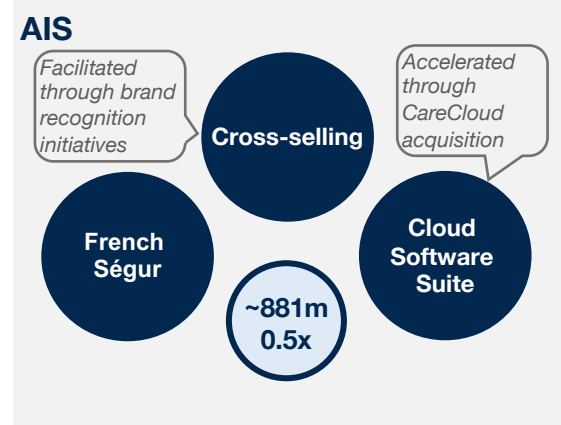 AIS
Facilitated
through brand
recognition
initiatives
Accelerated
through
CareCloud
acquisition
Cross-selling
French
Ségur
Cloud
Software
Suite
~881m
0.5x